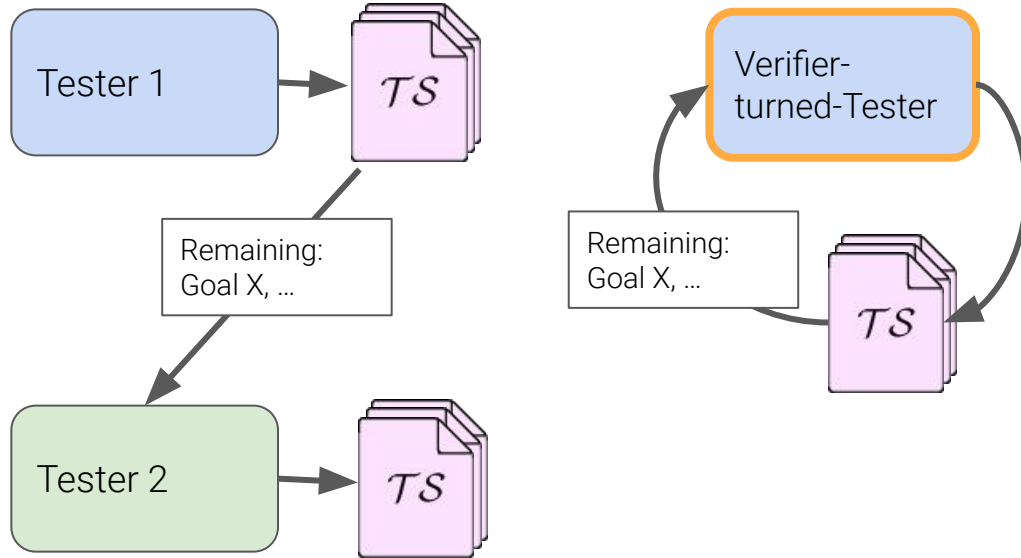 Tester 1
TS
Remaining:
Goal X, ...
Tester 2
TS
Verifier-
turned-Tester
Remaining:
Goal X, ...
TS